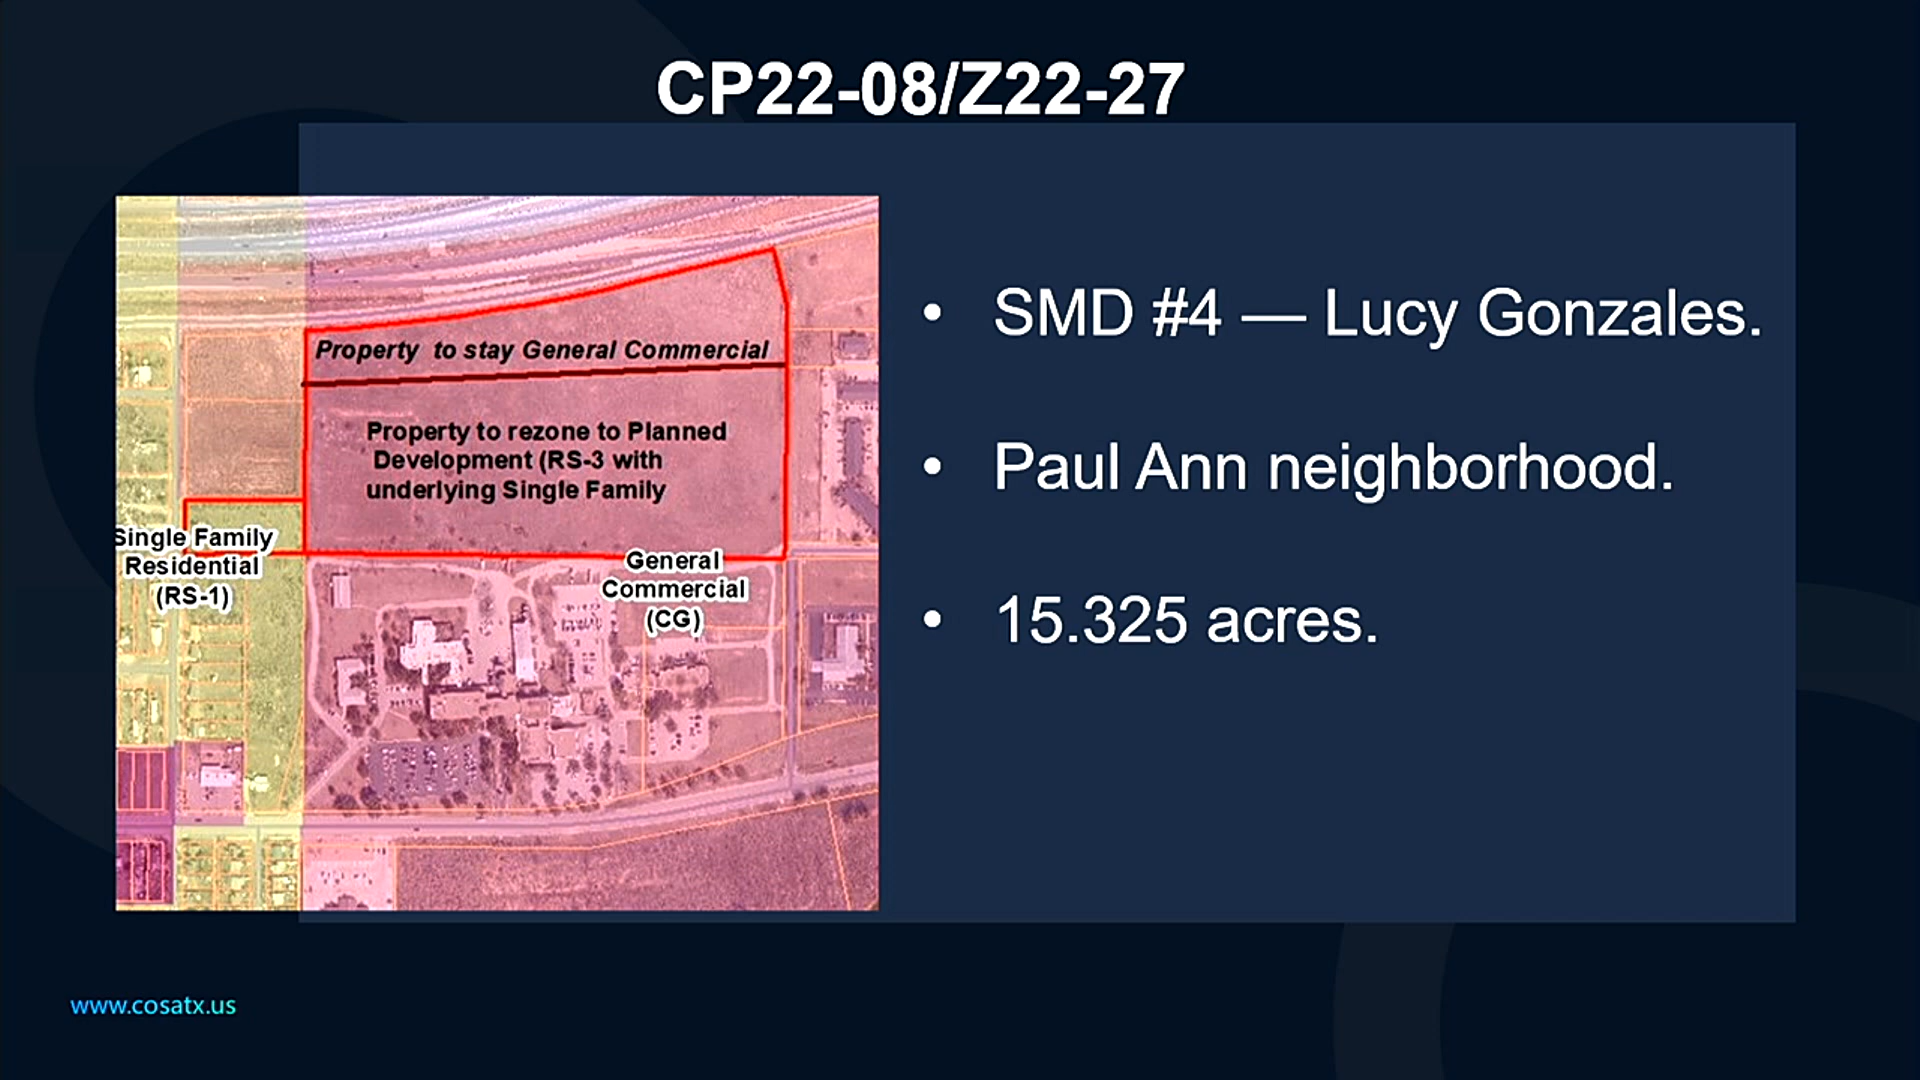 CP22-08/Z22-27
Property to stay General Commercial
Property to rezone to Planned
Development (RS-3 with
underlying Single Family
Single Family
Residential
(RS-1)
General
Commercial
(CG)
• SMD #4 — Lucy Gonzales.
• Paul Ann neighborhood.
• 15.325 acres.
www.cosatx.us